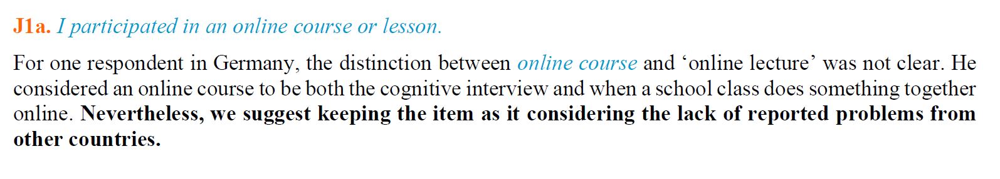 J1a. I participated in an online course or lesson.
For one respondent in Germany, the distinction between online course and ‘online lecture’ was not clear. He
considered an online course to be both the cognitive interview and when a school class does something together
online. Nevertheless, we suggest keeping the item as it considering the lack of reported problems from
other countries.